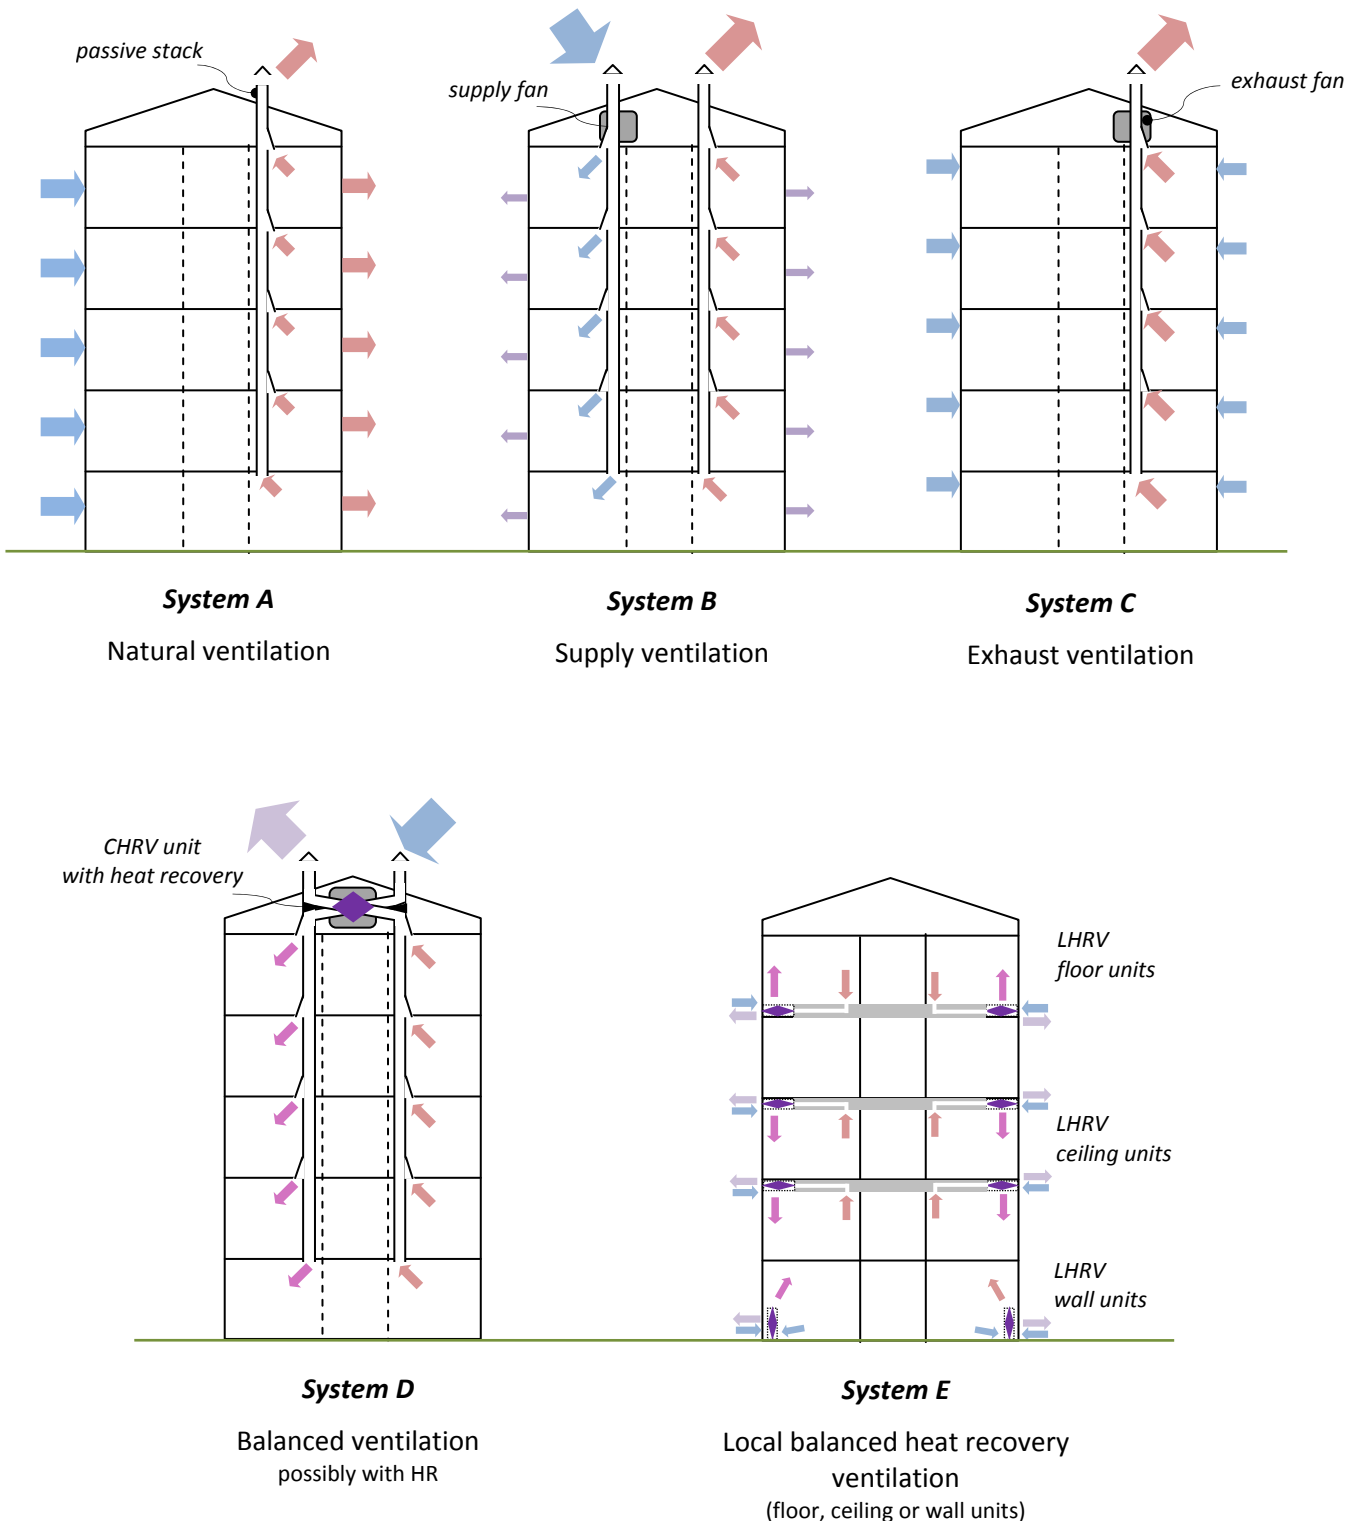 passive stack
supply fan
exhaust fan
System A
Natural ventilation
System B
Supply ventilation
System C
Exhaust ventilation
CHRV unit
with heat recovery
LHRV
floor units
LHRV
ceiling units
LHRV
wall units
System D
Balanced ventilation
possibly with HR
System E
Local balanced heat recovery
ventilation
(floor, ceiling or wall units)